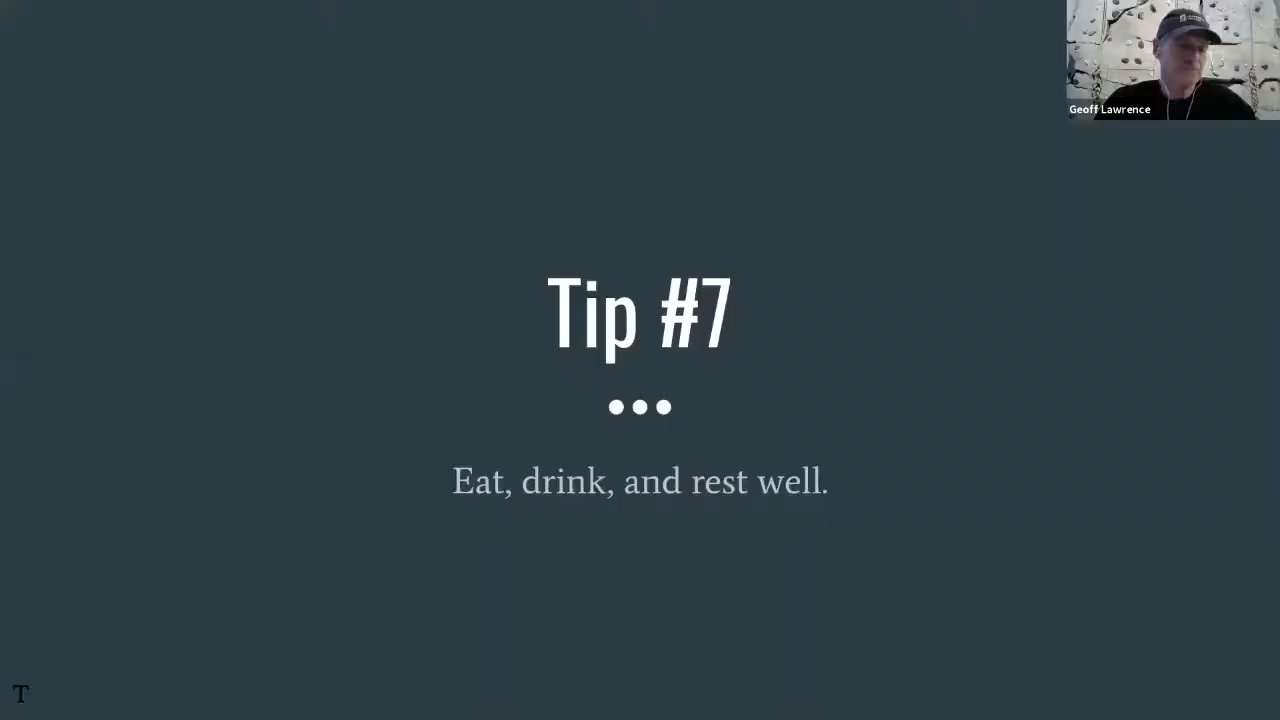 Geoff Lawrence
Tip #7
Eat, drink, and rest well.
T